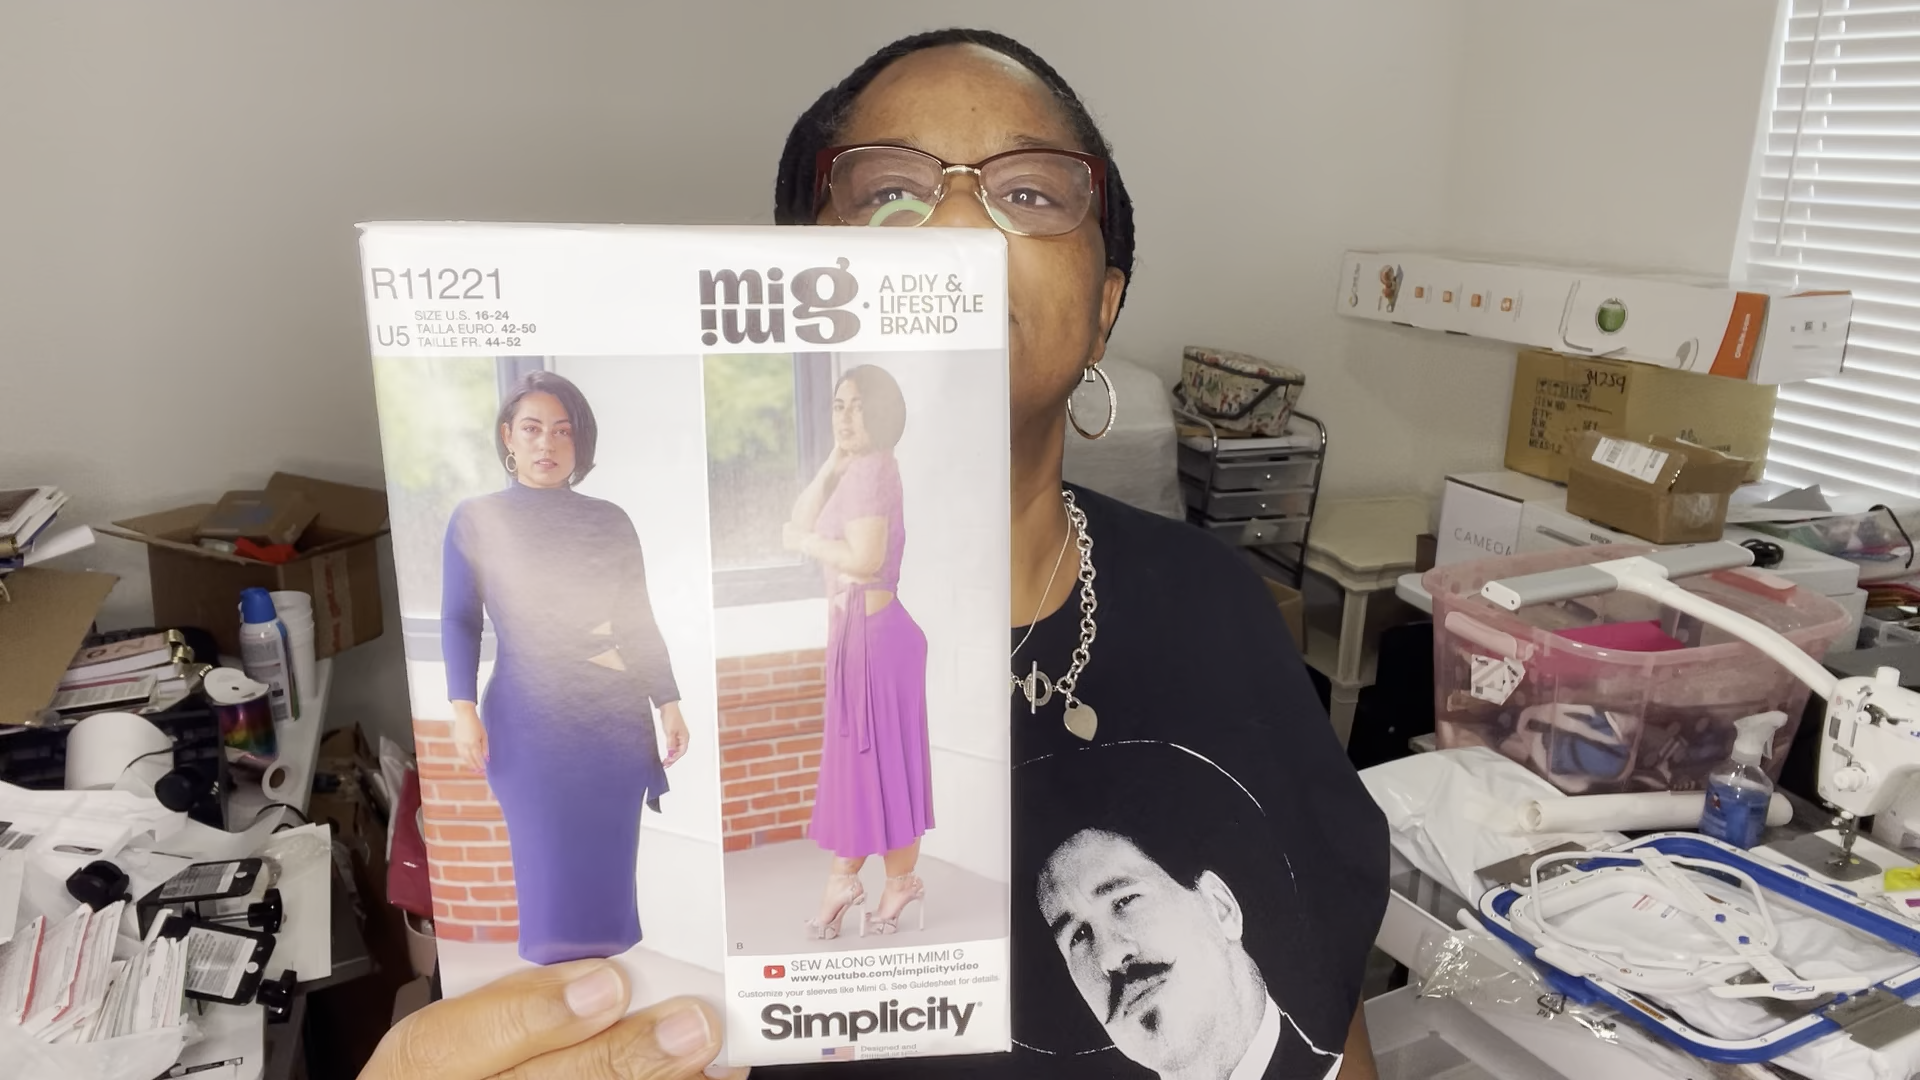 R11221
U5
SIZE U.S. 16-24
TALLA EURO. 42-50
TAILLE FR. 44-52
mimi g.
A DIY &
LIFESTYLE
BRAND
B
SEW ALONG WITH MIMI G
www.youtube.com/simplicityvideo
Customize your sleeves like Mimi G. See Guidesheet for details.
Simplicity®
Designed and
34259
CAMEO